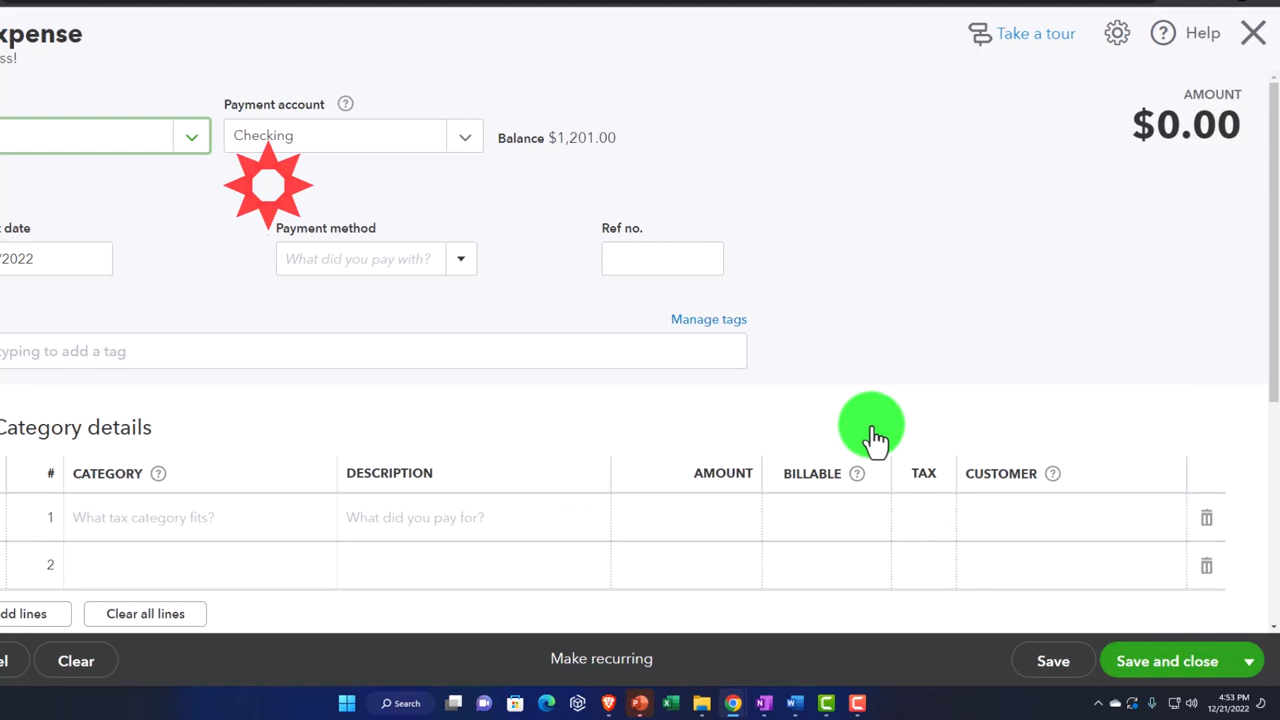 xpense
Take a tour
Help
ss!
Payment account
AMOUNT
$0.00
Checking
Balance $1,201.00
t date
Payment method
Ref no.
/2022
What did you pay with?
Manage tags
typing to add a tag
Category details
# CATEGORY DESCRIPTION AMOUNT BILLABLE TAX CUSTOMER
1 What tax category fits? What did you pay for?
2
dd lines
Clear all lines
el
Clear
Make recurring
Save
Save and close
Search
4:53 PM
12/21/2022